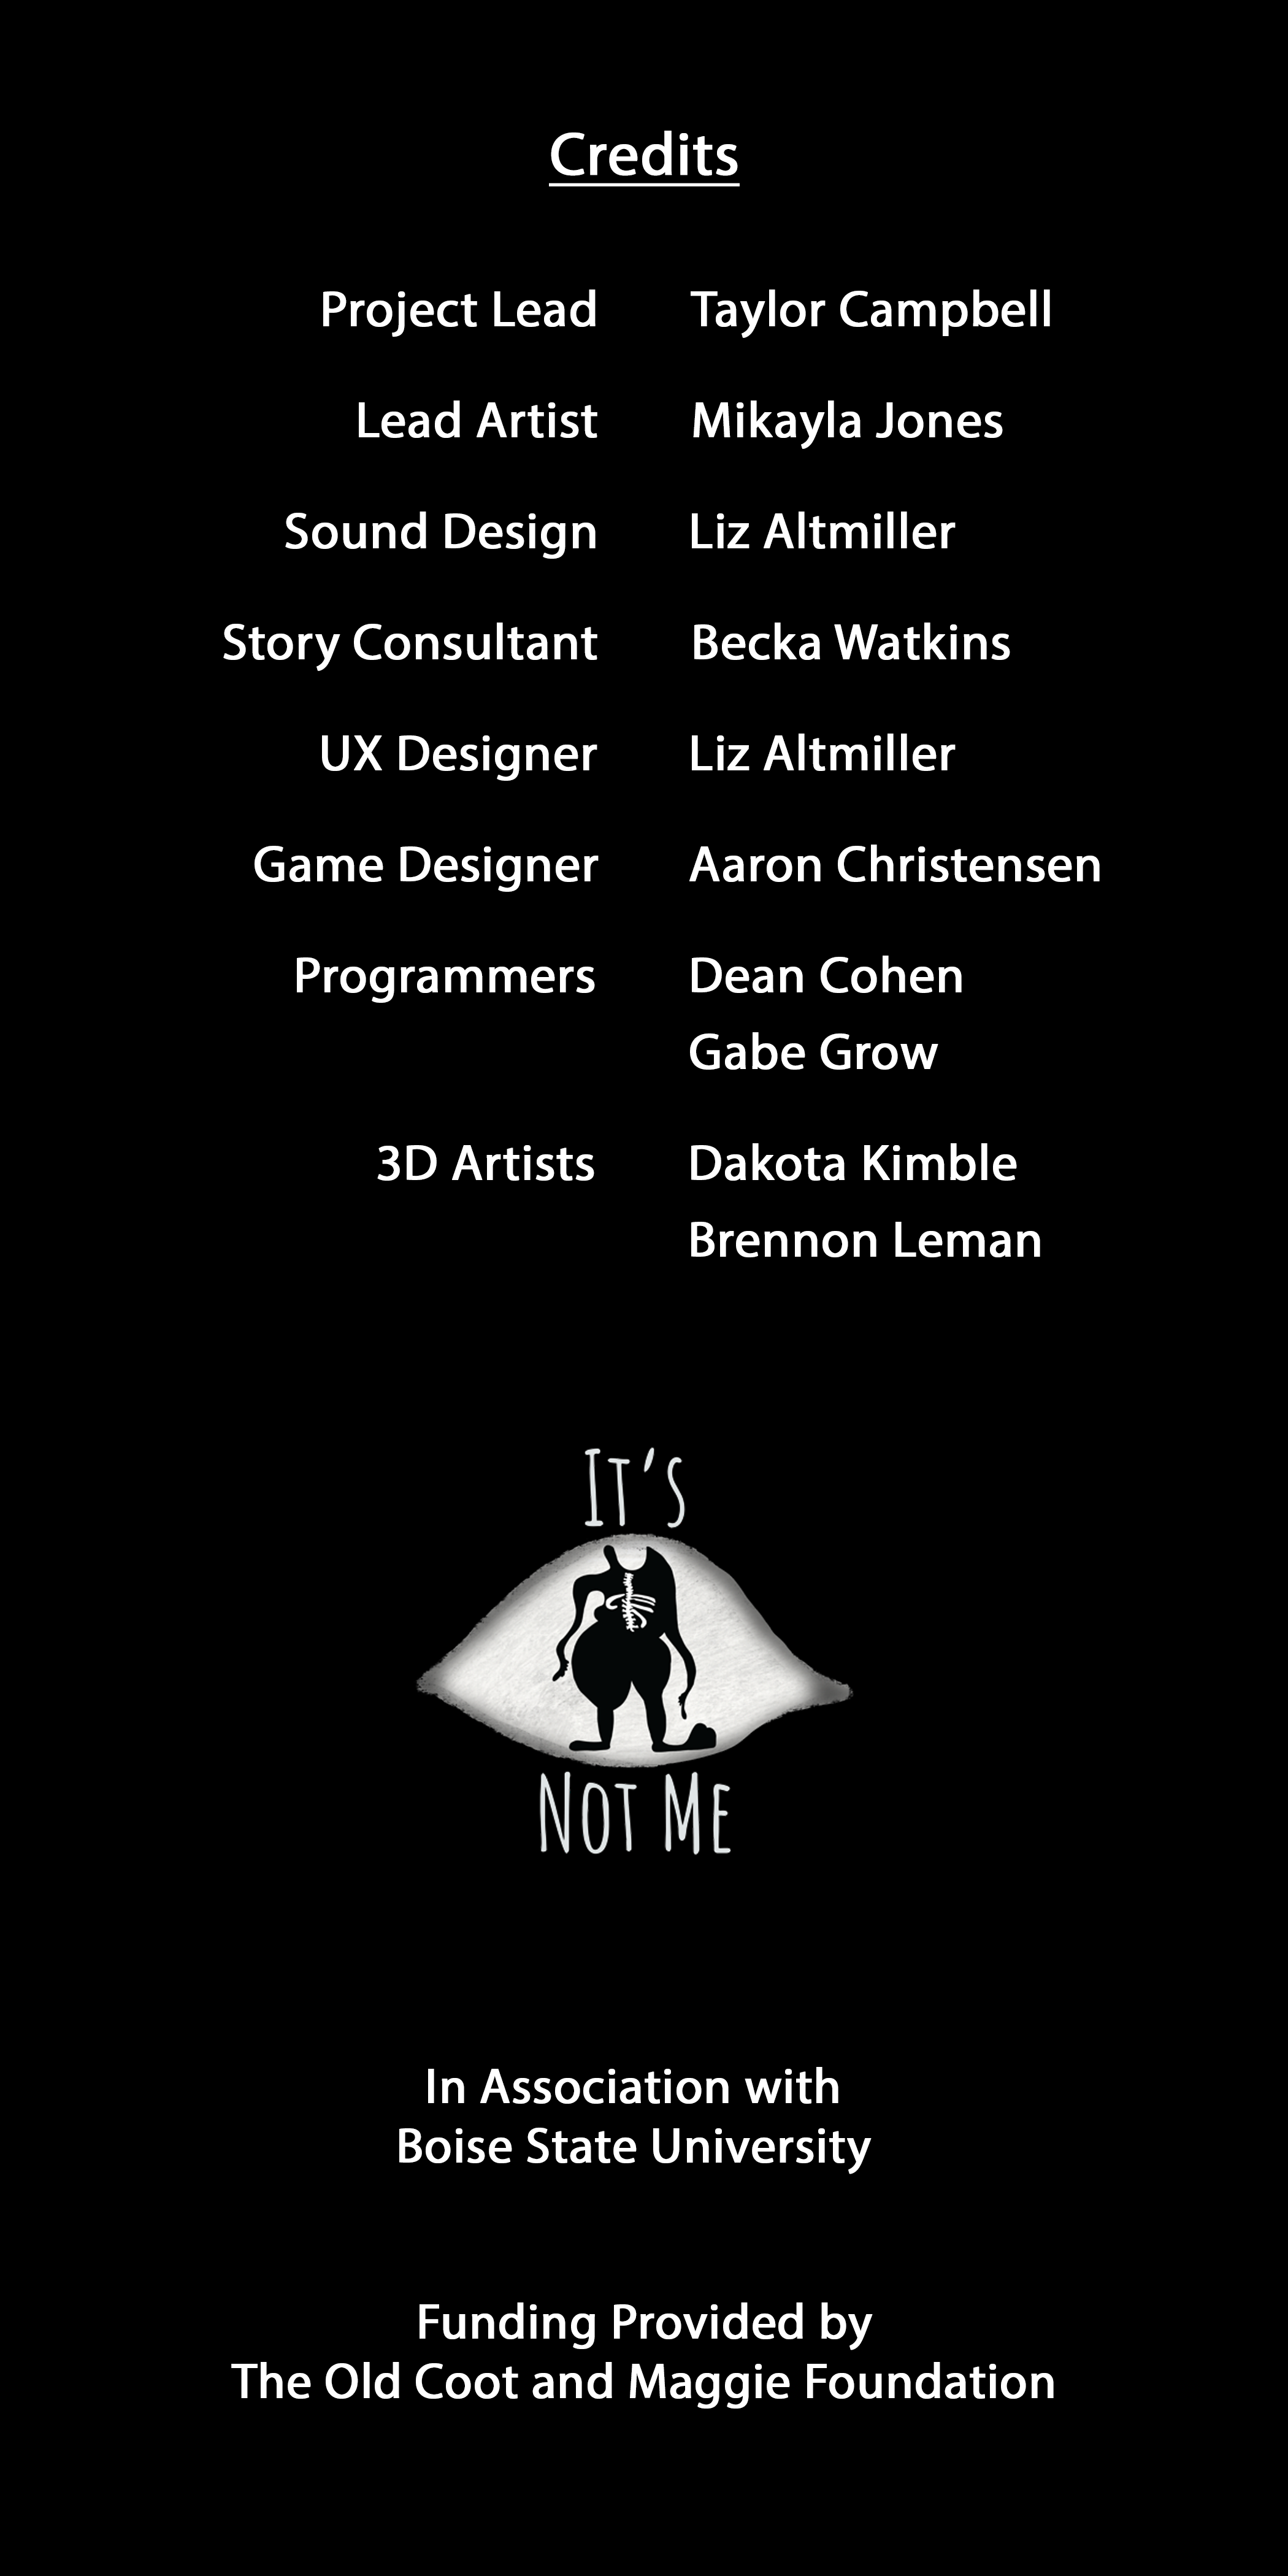 Credits
Project Lead Taylor Campbell
Lead Artist Mikayla Jones
Sound Design Liz Altmiller
Story Consultant Becka Watkins
UX Designer Liz Altmiller
Game Designer Aaron Christensen
Programmers Dean Cohen
Gabe Grow
3D Artists Dakota Kimble
Brennon Leman
It's
Not Me
In Association with
Boise State University
Funding Provided by
The Old Coot and Maggie Foundation